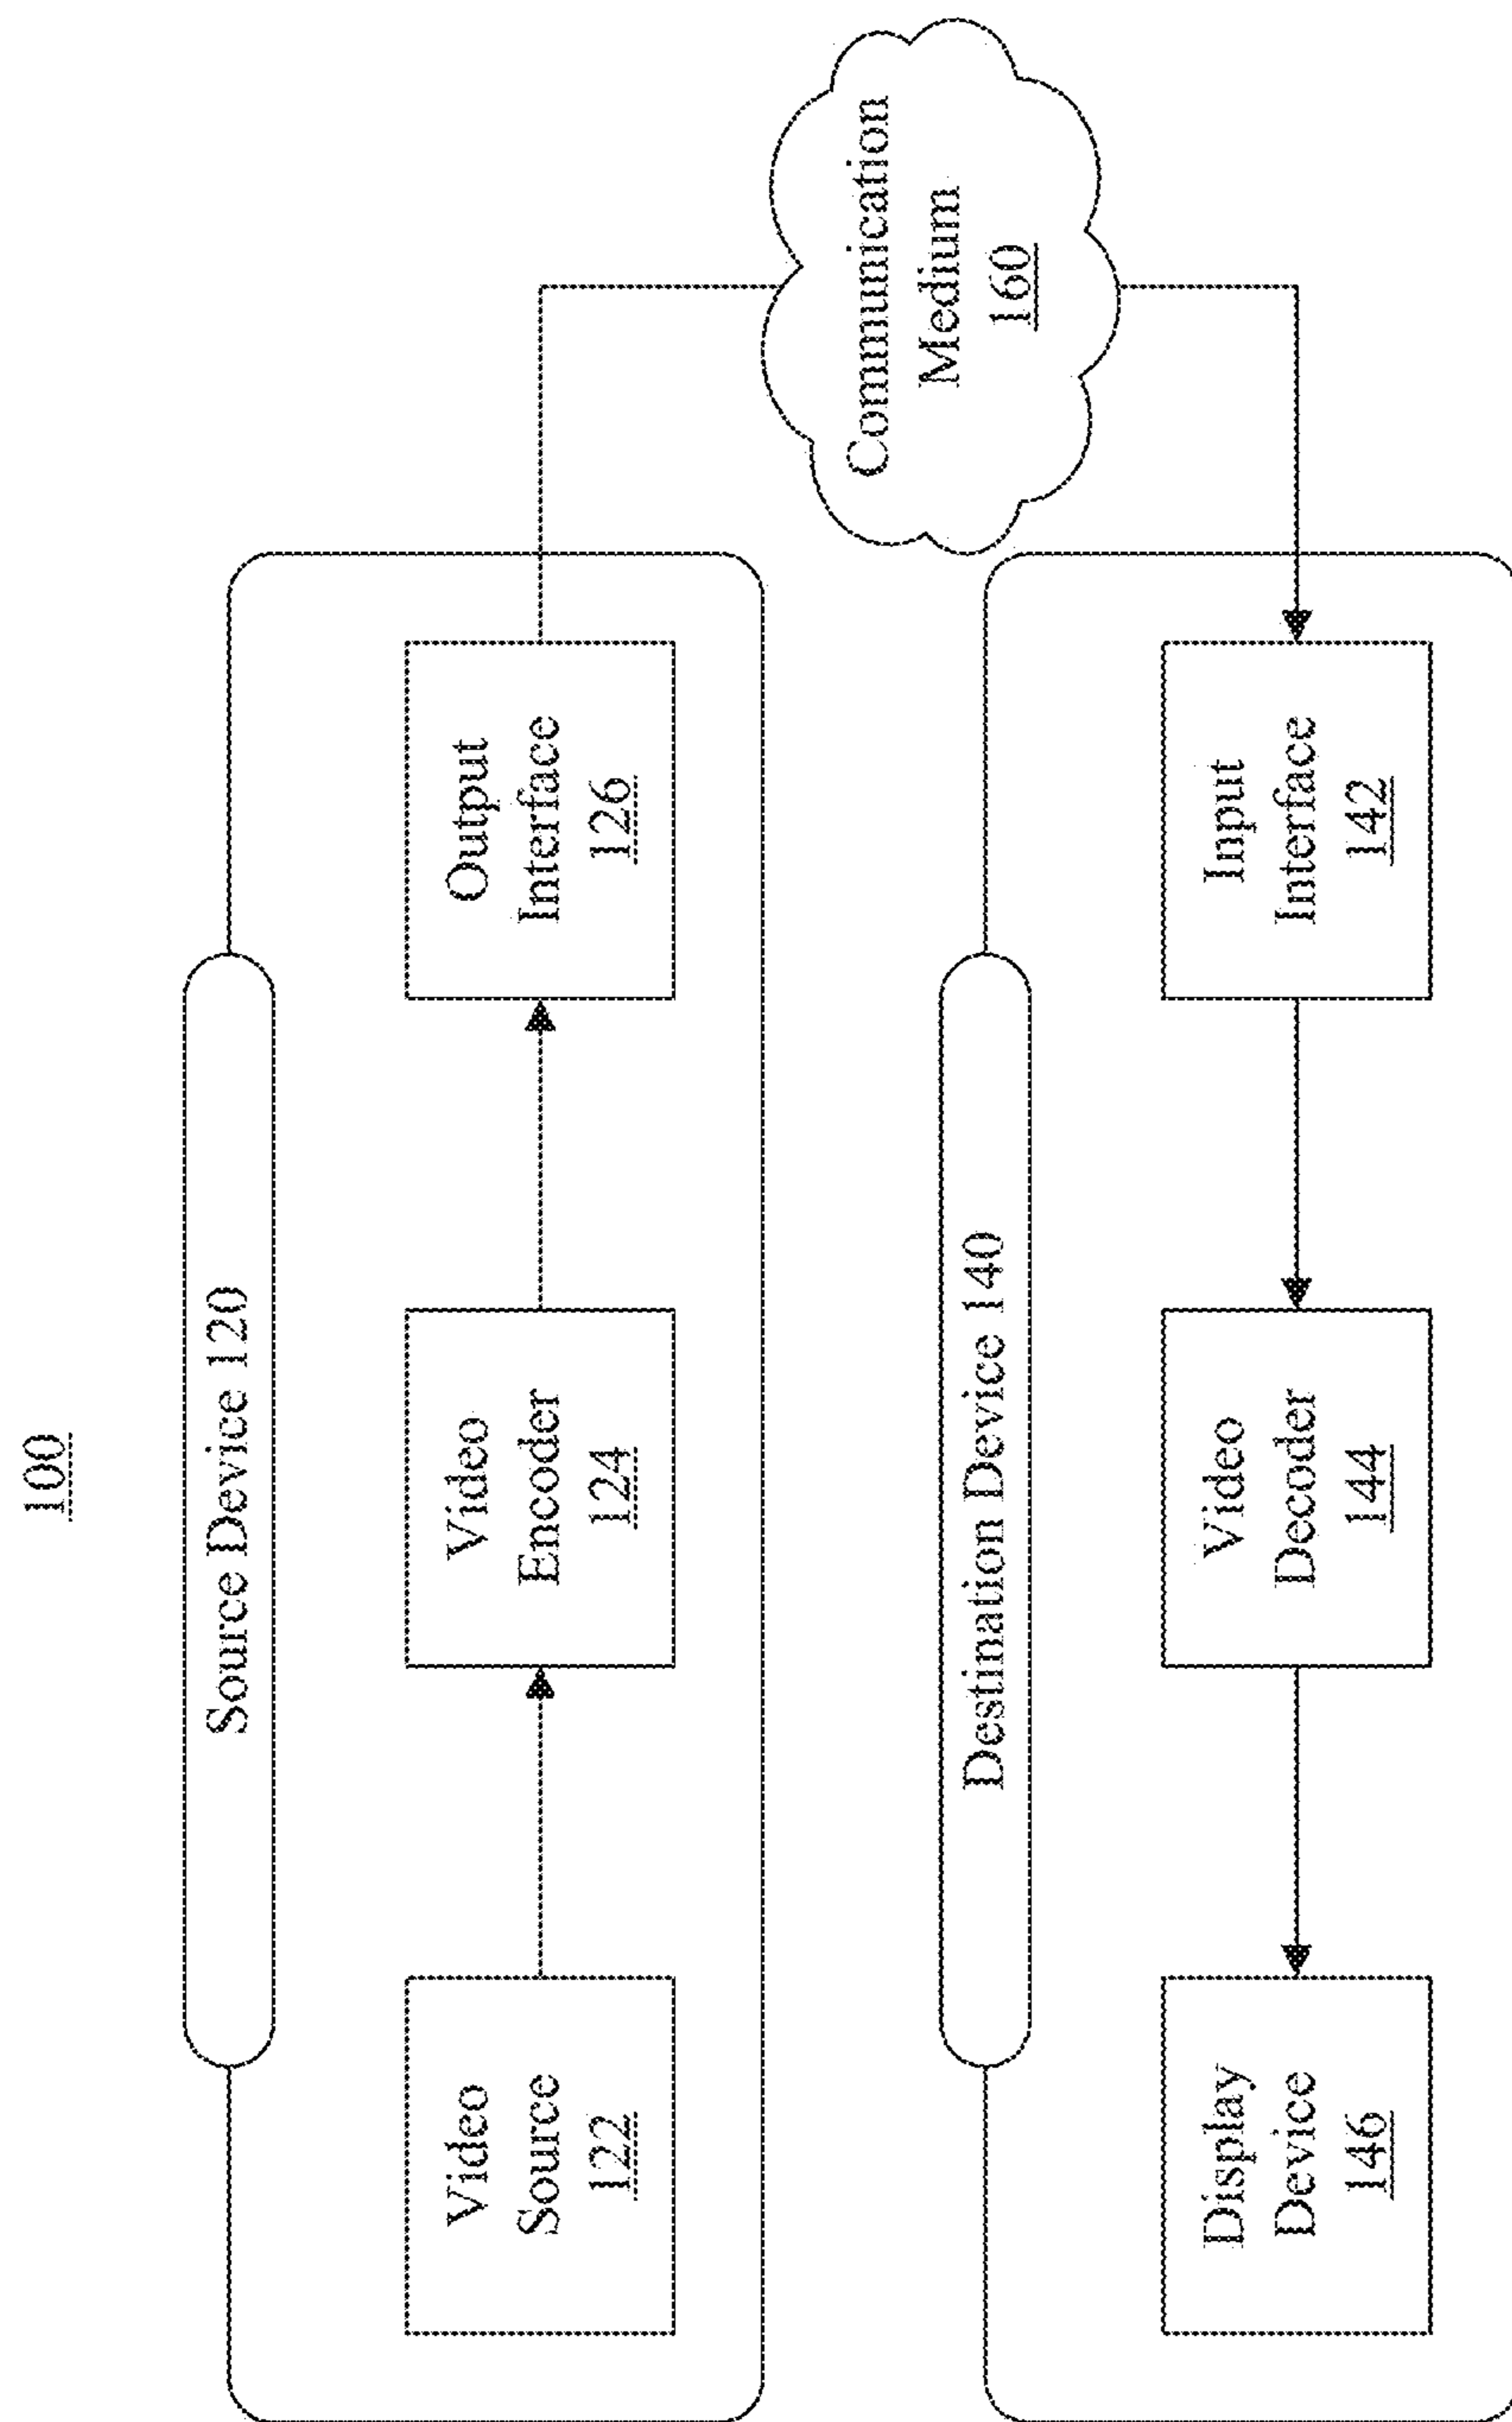 100
Source Device 120
Video
Source
122
Video
Encoder
124
Output
Interface
126
Communication
Medium
160
Destination Device 140
Display
Device
146
Video
Decoder
144
Input
Interface
142